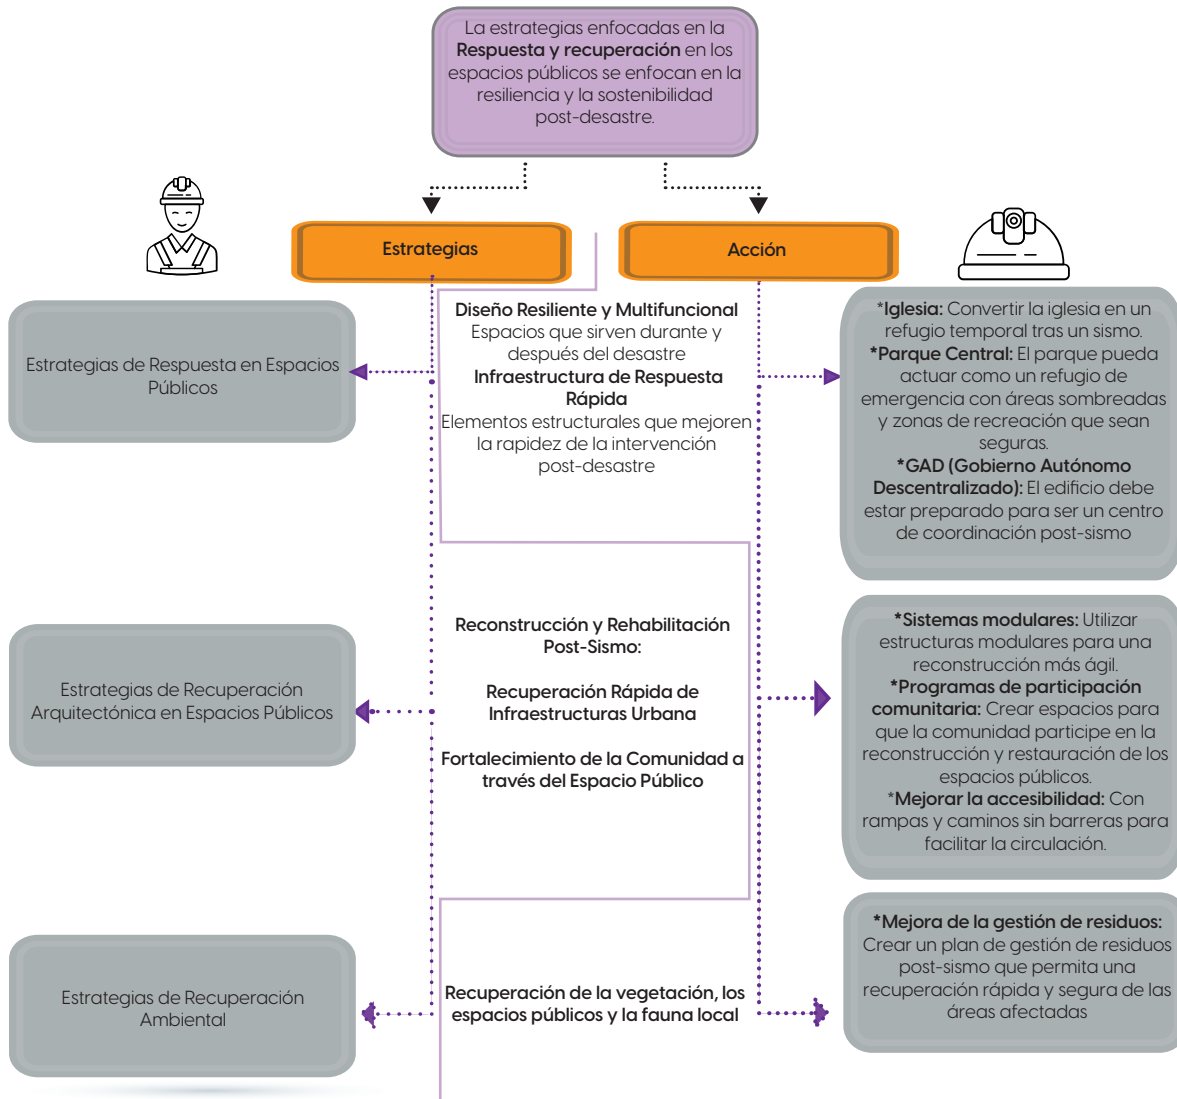 La estrategias enfocadas en la
Respuesta y recuperación en los
espacios públicos se enfocan en la
resiliencia y la sostenibilidad
post-desastre.
Estrategias
Acción
Estrategias de Respuesta en Espacios
Públicos
Diseño Resiliente y Multifuncional
Espacios que sirven durante y
después del desastre
Infraestructura de Respuesta
Rápida
Elementos estructurales que mejoren
la rapidez de la intervención
post-desastre
*Iglesia: Convertir la iglesia en un
refugio temporal tras un sismo.
*Parque Central: El parque pueda
actuar como un refugio de
emergencia con áreas sombreadas
y zonas de recreación que sean
seguras.
*GAD (Gobierno Autónomo
Descentralizado): El edificio debe
estar preparado para ser un centro
de coordinación post-sismo
Estrategias de Recuperación
Arquitectónica en Espacios Públicos
Reconstrucción y Rehabilitación
Post-Sismo:
Recuperación Rápida de
Infraestructuras Urbana
Fortalecimiento de la Comunidad a
través del Espacio Público
*Sistemas modulares: Utilizar
estructuras modulares para una
reconstrucción más ágil.
*Programas de participación
comunitaria: Crear espacios para
que la comunidad participe en la
reconstrucción y restauración de los
espacios públicos.
*Mejorar la accesibilidad: Con
rampas y caminos sin barreras para
facilitar la circulación.
Estrategias de Recuperación
Ambiental
Recuperación de la vegetación, los
espacios públicos y la fauna local
*Mejora de la gestión de residuos:
Crear un plan de gestión de residuos
post-sismo que permita una
recuperación rápida y segura de las
áreas afectadas